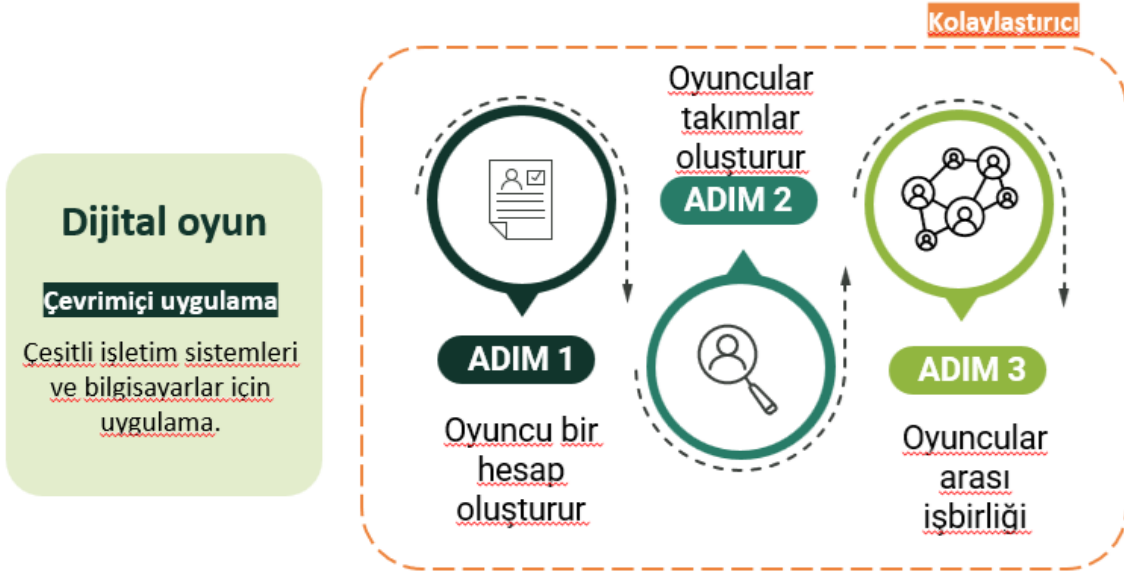 Kolaylaştırıcı
Dijital oyun
Çevrimiçi uygulama
Çeşitli işletim sistemleri
ve bilgisayarlar için
uygulama.
ADIM 1
Oyuncu bir
hesap
oluşturur
Oyuncular
takımlar
oluşturur
ADIM 2
ADIM 3
Oyuncular
arası
işbirliği